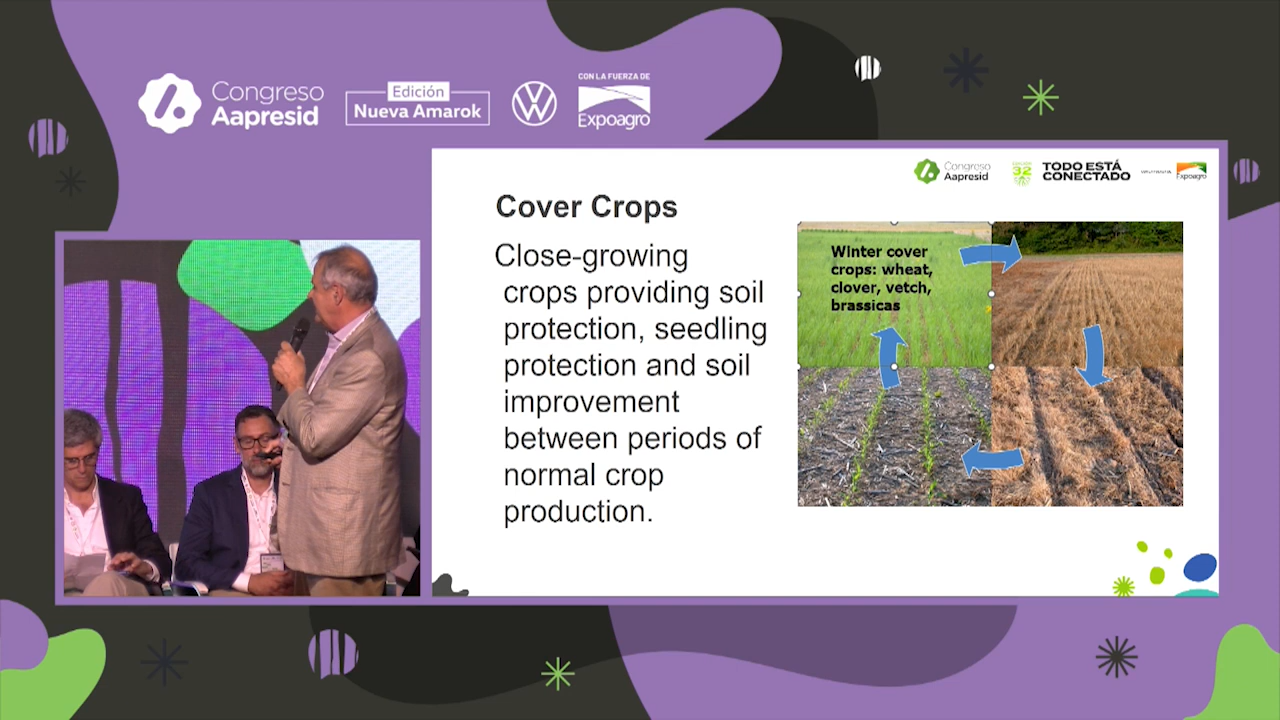 Congreso
Aapresid
Edición
Nueva Amarok
CON LA FUERZA DE
Expoagro
Congreso
Aapresid
EDICIÓN
32
TODO ESTÁ
CONECTADO
Expoagro
Cover Crops
Close-growing
crops providing soil
protection, seedling
protection and soil
improvement
between periods of
normal crop
production.
Winter cover
crops: wheat,
clover, vetch,
brassicas